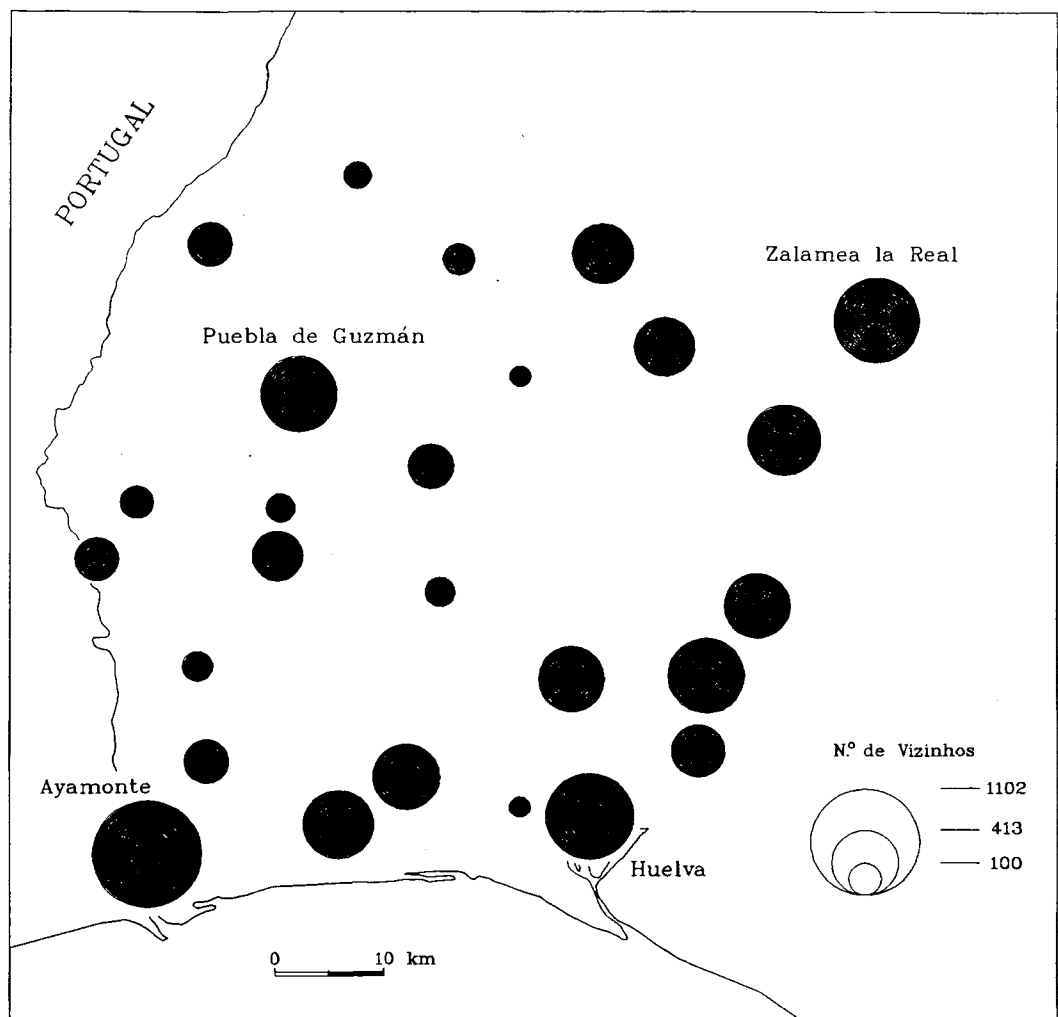 PORTUGAL
Zalamea la Real
Puebla de Guzmán
Ayamonte
Huelva
N.º de Vizinhos
1102
413
100
0 10 km